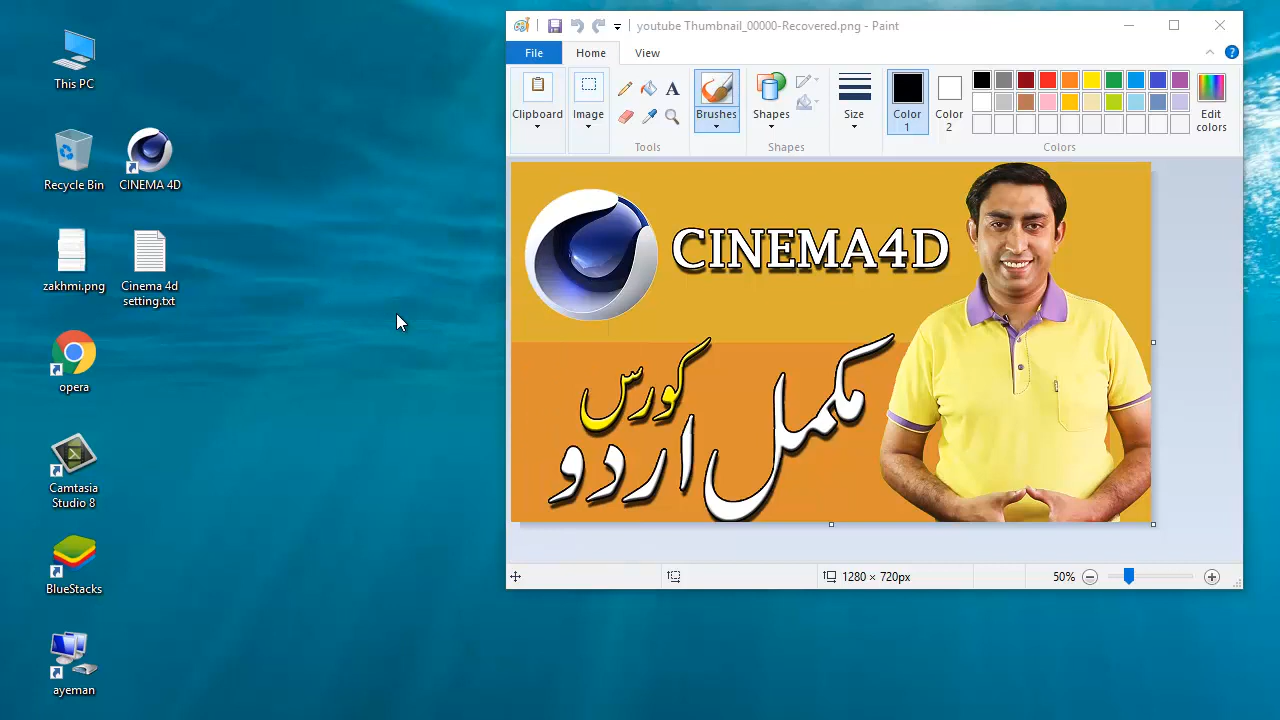 This PC
Recycle Bin
CINEMA 4D
zakhmi.png
Cinema 4d
setting.txt
opera
Camtasia
Studio 8
BlueStacks
ayeman
youtube Thumbnail_00000-Recovered.png - Paint
File
Home
View
Clipboard
Image
Tools
Brushes
Shapes
Shapes
Size
Color
1
Color
2
Edit
colors
Colors
CINEMA4D
مکمل
کورس
اردو
1280 × 720px
50%